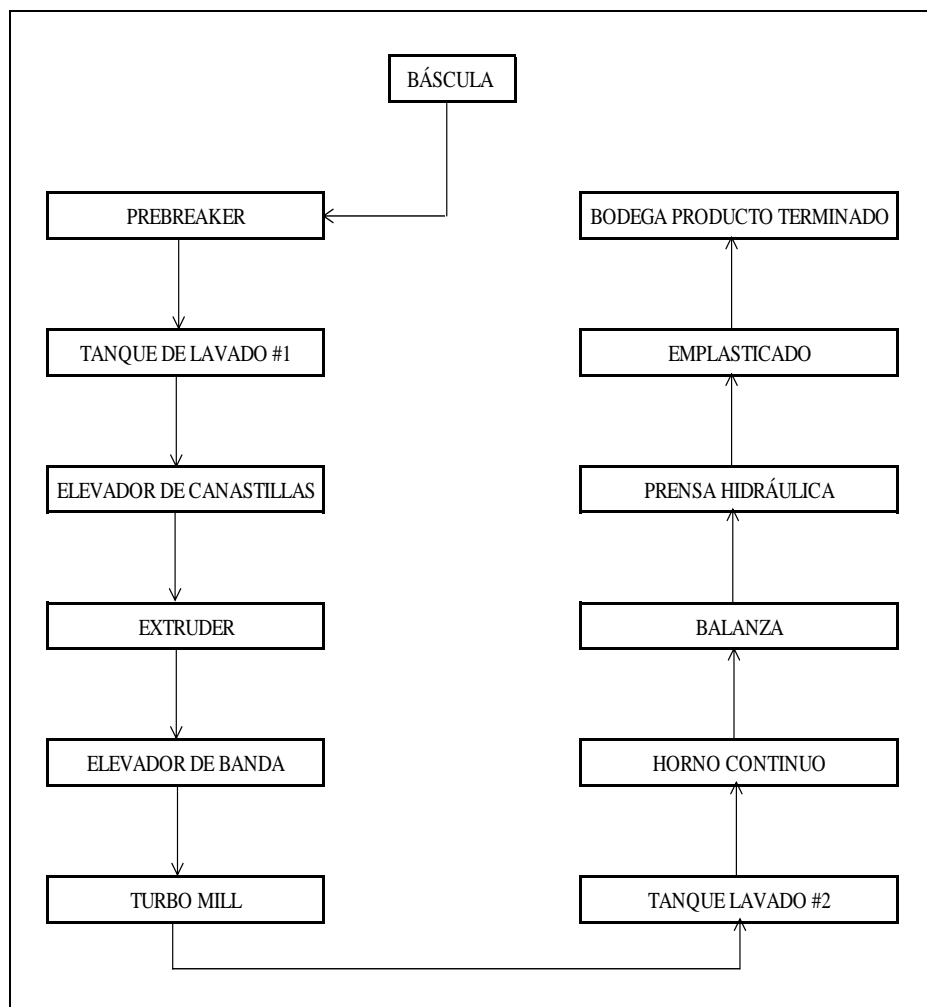 BÁSCULA
PREBREAKER
TANQUE DE LAVADO #1
ELEVADOR DE CANASTILLAS
EXTRUDER
ELEVADOR DE BANDA
TURBO MILL
TANQUE LAVADO #2
HORNO CONTINUO
BALANZA
PRENSA HIDRÁULICA
EMPLASTICADO
BODEGA PRODUCTO TERMINADO